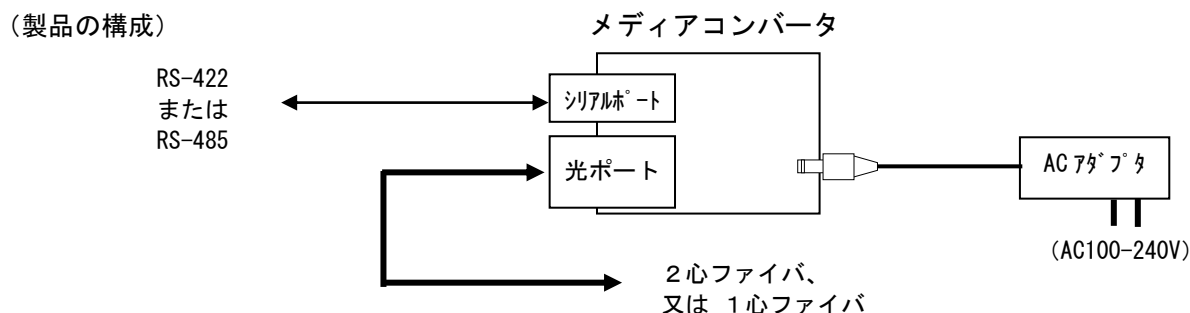 （製品の構成）
メディアコンバータ
RS-422
または
RS-485
ｼﾘｱﾙﾎﾟｰﾄ
光ポート
ACｱﾀﾞﾌﾟﾀ
(AC100-240V)
２心ファイバ、
又は １心ファイバ